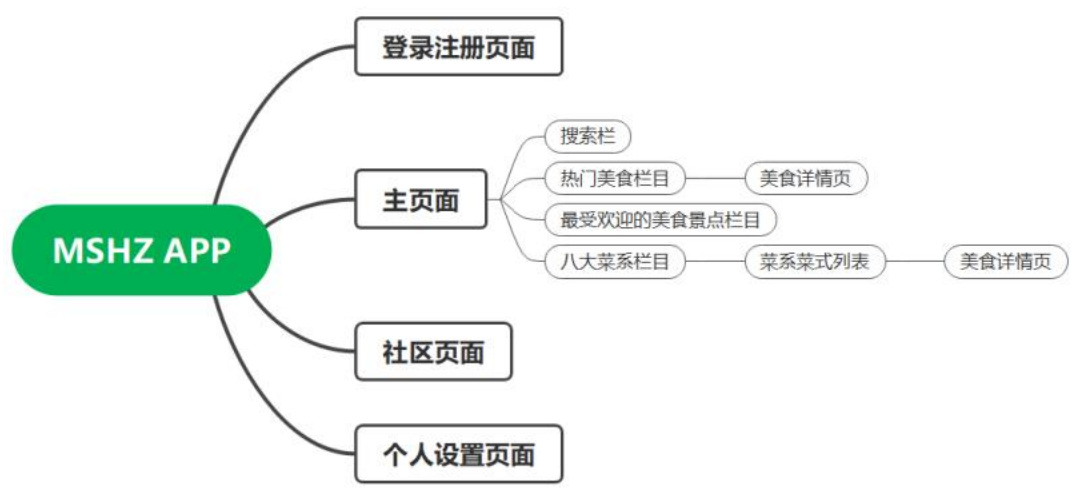 MSHZ APP
登录注册页面
主页面
搜索栏
热门美食栏目
美食详情页
最受欢迎的美食景点栏目
八大菜系栏目
菜系菜式列表
美食详情页
社区页面
个人设置页面